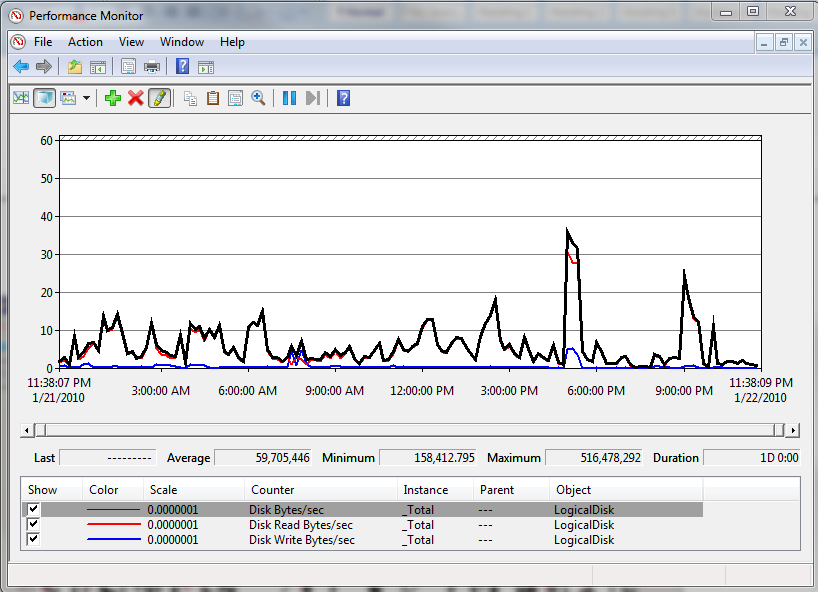 Performance Monitor
File Action View Window Help
60
50
40
30
20
10
0
11:38:07 PM 3:00:00 AM 6:00:00 AM 9:00:00 AM 12:00:00 PM 3:00:00 PM 6:00:00 PM 9:00:00 PM 11:38:09 PM
1/21/2010 1/22/2010
Last ---------- Average 59,705,446 Minimum 158,412.795 Maximum 516,478,292 Duration 1D 0:00
Show Color Scale Counter Instance Parent Object
0.0000001 Disk Bytes/sec _Total --- LogicalDisk
0.0000001 Disk Read Bytes/sec _Total --- LogicalDisk
0.0000001 Disk Write Bytes/sec _Total --- LogicalDisk